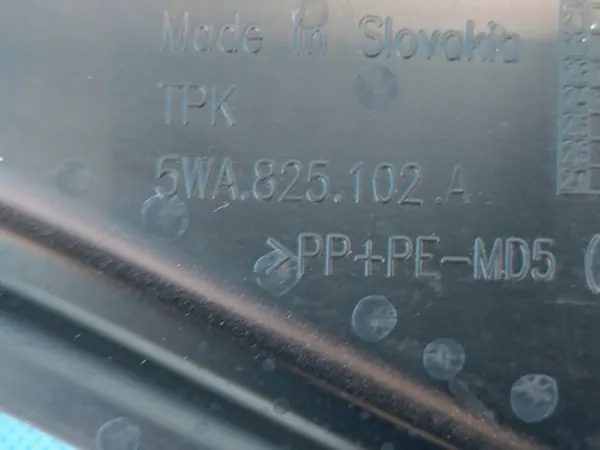 Made in Slovakia
TPK
5WA.825.102.A
>PP+PE-MD5 (